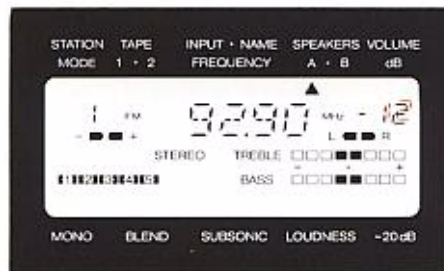 STATION TAPE INPUT • NAME SPEAKERS VOLUME
MODE 1 • 2 FREQUENCY A • B dB
1 FM 92.90 MHz -12
- + L R
STEREO TREBLE
- • +
1 2 3 4 5 BASS
MONO BLEND SUBSONIC LOUDNESS -20dB